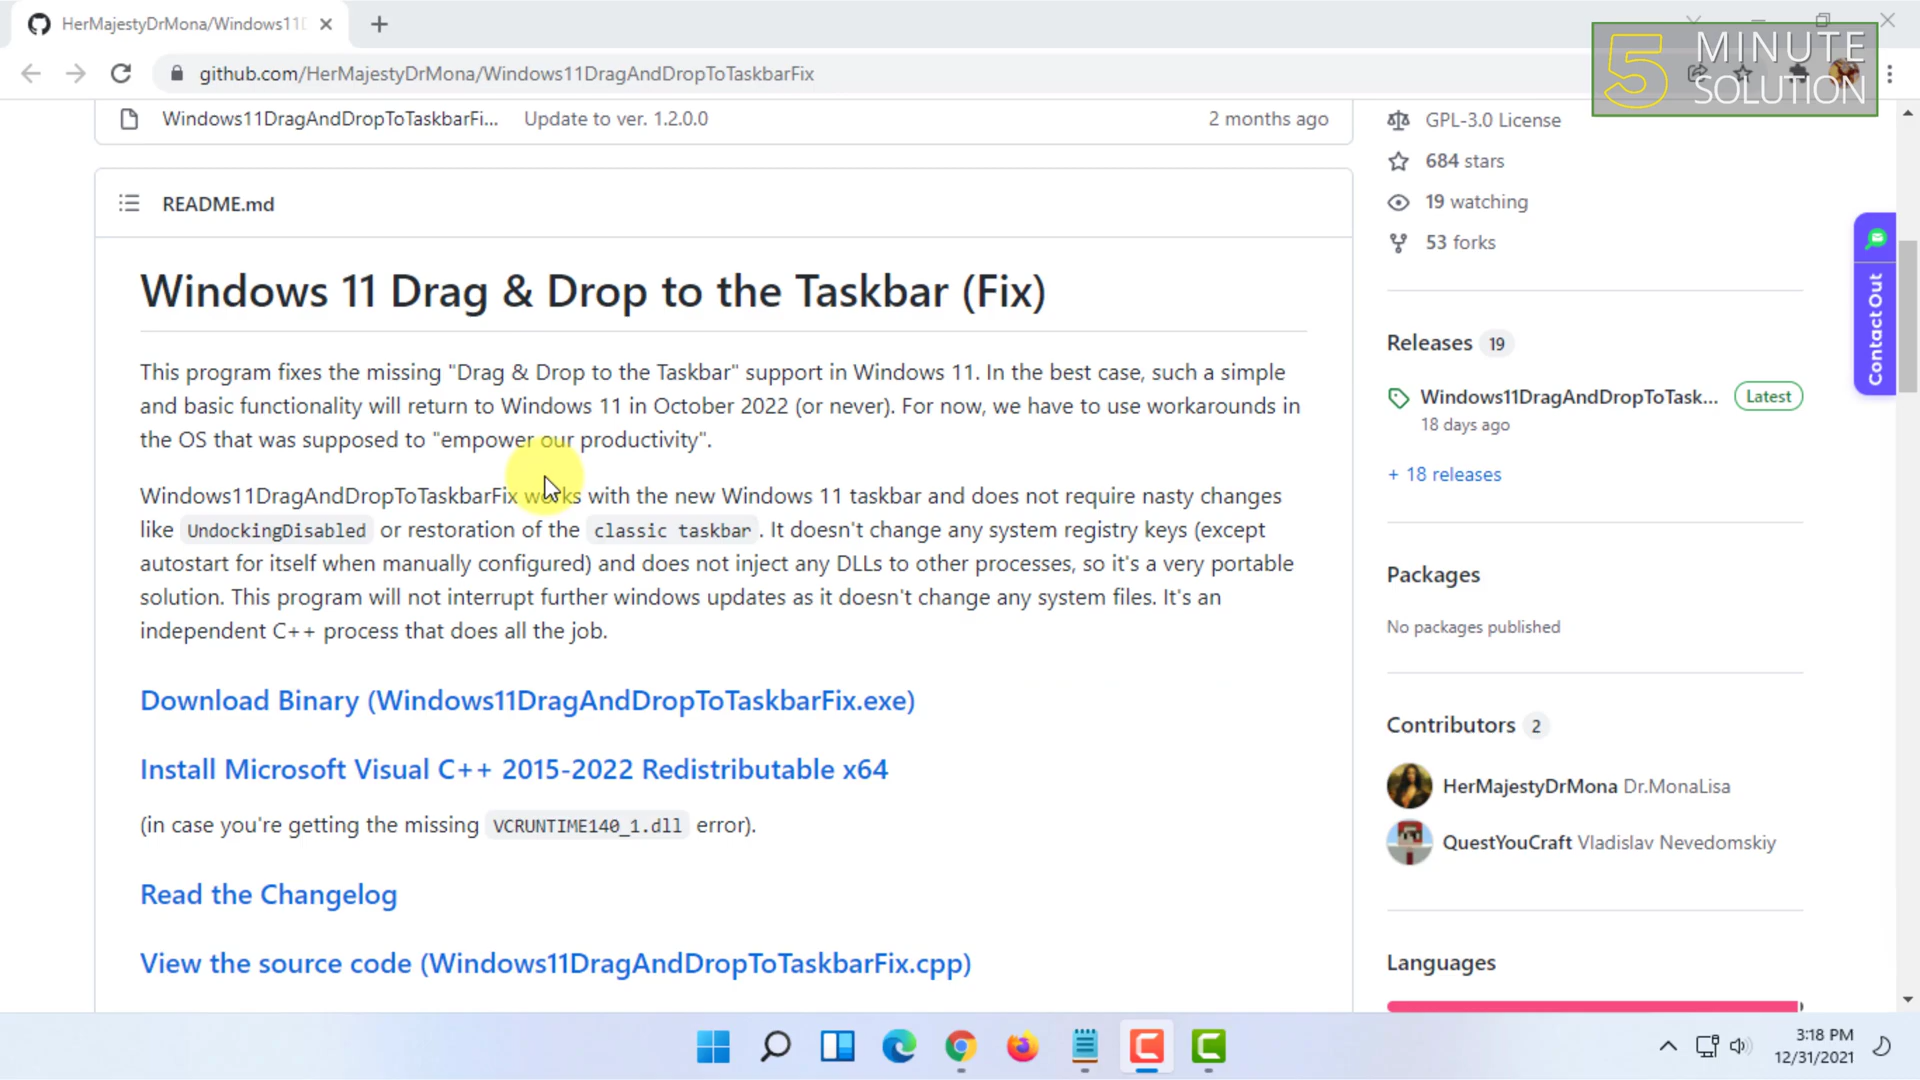 HerMajestyDrMona/Windows11D
5 MINUTE
SOLUTION
github.com/HerMajestyDrMona/Windows11DragAndDropToTaskbarFix
Windows11DragAndDropToTaskbarFi... Update to ver. 1.2.0.0 2 months ago
GPL-3.0 License
684 stars
19 watching
53 forks
README.md
Windows 11 Drag & Drop to the Taskbar (Fix)
This program fixes the missing "Drag & Drop to the Taskbar" support in Windows 11. In the best case, such a simple
and basic functionality will return to Windows 11 in October 2022 (or never). For now, we have to use workarounds in
the OS that was supposed to "empower our productivity".
Windows11DragAndDropToTaskbarFix works with the new Windows 11 taskbar and does not require nasty changes
like UndockingDisabled or restoration of the classic taskbar. It doesn't change any system registry keys (except
autostart for itself when manually configured) and does not inject any DLLs to other processes, so it's a very portable
solution. This program will not interrupt further windows updates as it doesn't change any system files. It's an
independent C++ process that does all the job.
Download Binary (Windows11DragAndDropToTaskbarFix.exe)
Install Microsoft Visual C++ 2015-2022 Redistributable x64
(in case you're getting the missing VCRUNTIME140_1.dll error).
Read the Changelog
View the source code (Windows11DragAndDropToTaskbarFix.cpp)
Releases 19
Windows11DragAndDropToTask... Latest
18 days ago
+ 18 releases
Packages
No packages published
Contributors 2
HerMajestyDrMona Dr.MonaLisa
QuestYouCraft Vladislav Nevedomskiy
Languages
Contact Out
3:18 PM
12/31/2021